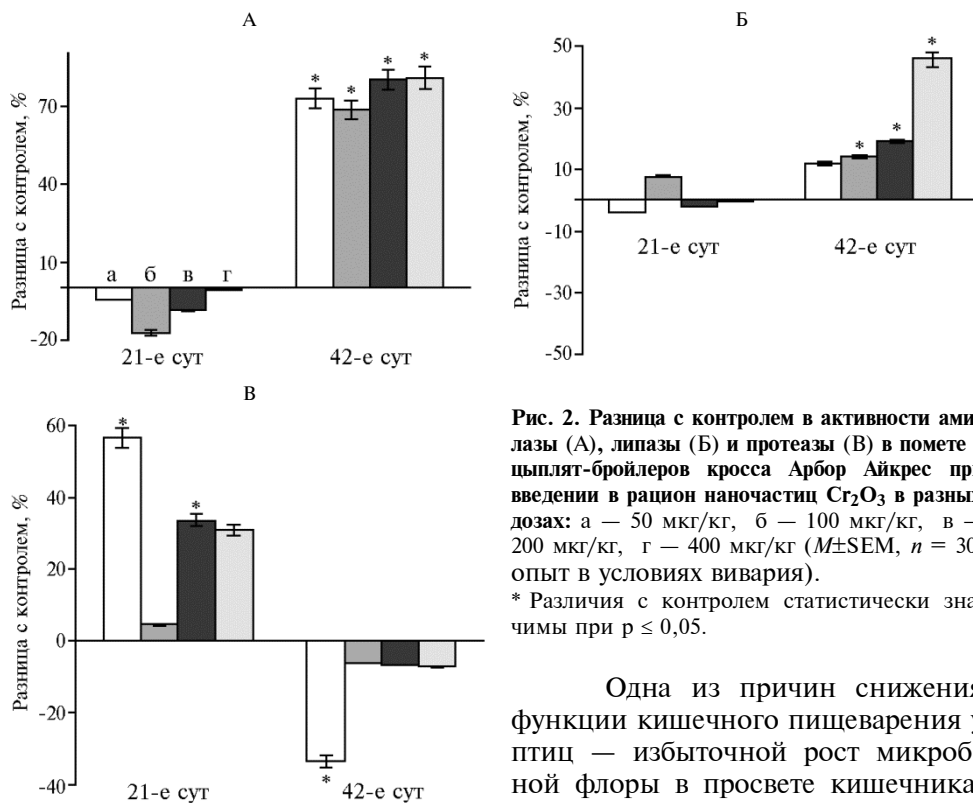 А
Разница с контролем, %
70
40
10
-20
а б в г
* * * *
21-е сут 42-е сут
Б
Разница с контролем, %
50
30
10
-10
-30
-50
* * *
21-е сут 42-е сут
В
Разница с контролем, %
60
40
20
0
-20
-40
* *
*
21-е сут 42-е сут
Рис. 2. Разница с контролем в активности ами
лазы (А), липазы (Б) и протеазы (В) в помете
цыплят-бройлеров кросса Арбор Айкрес при
введении в рацион наночастиц Cr₂O₃ в разных
дозах: а — 50 мкг/кг, б — 100 мкг/кг, в —
200 мкг/кг, г — 400 мкг/кг (M±SEM, n = 30
опыт в условиях вивария).
* Различия с контролем статистически зна
чимы при p ≤ 0,05.
Одна из причин снижения
функции кишечного пищеварения у
птиц — избыточной рост микроб-
ной флоры в просвете кишечника